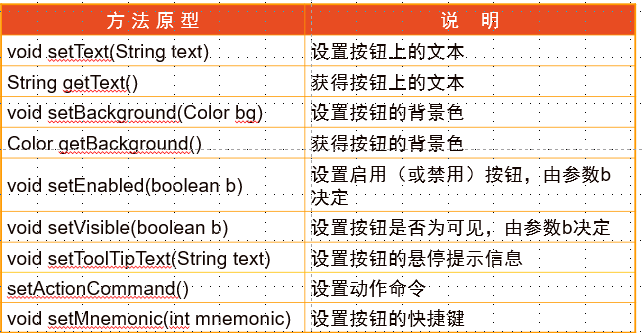 方法原型 说 明
void setText(String text) 设置按钮上的文本
String getText() 获得按钮上的文本
void setBackground(Color bg) 设置按钮的背景色
Color getBackground() 获得按钮的背景色
void setEnabled(boolean b) 设置启用（或禁用）按钮，由参数b
决定
void setVisible(boolean b) 设置按钮是否为可见，由参数b决定
void setToolTipText(String text) 设置按钮的悬停提示信息
setActionCommand() 设置动作命令
void setMnemonic(int mnemonic) 设置按钮的快捷键